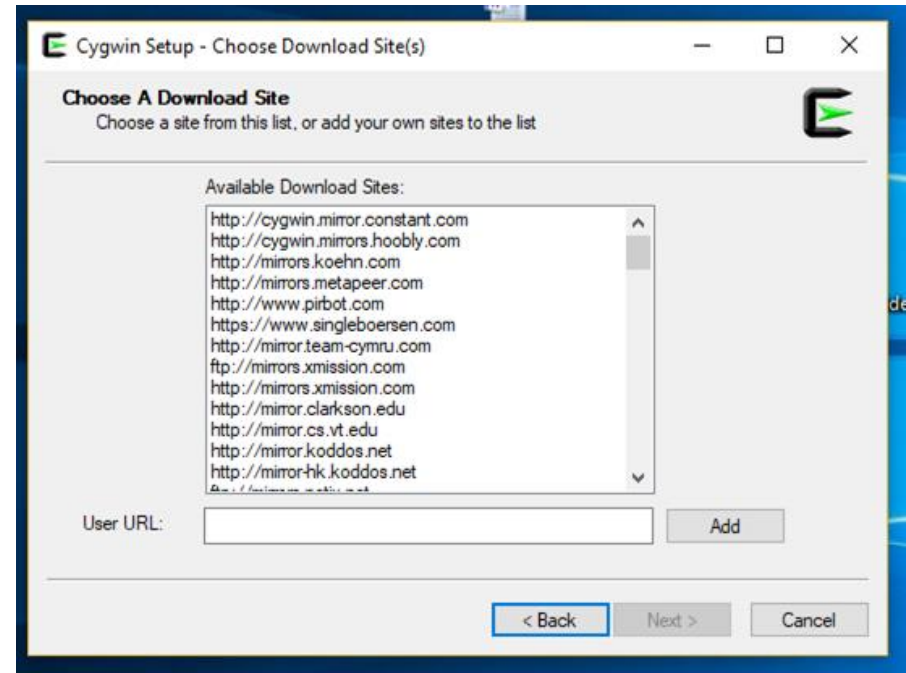 Cygwin Setup - Choose Download Site(s)
Choose A Download Site
Choose a site from this list, or add your own sites to the list
Available Download Sites:
http://cygwin.mirror.constant.com
http://cygwin.mirrors.hoobly.com
http://mirrors.koehn.com
http://mirrors.metapeer.com
http://www.pirbot.com
https://www.singleboersen.com
http://mirror.team-cymru.com
ftp://mirrors.xmission.com
http://mirrors.xmission.com
http://mirror.clarkson.edu
http://mirror.cs.vt.edu
http://mirror.koddos.net
http://mirror-hk.koddos.net
User URL:
Add
< Back
Next >
Cancel